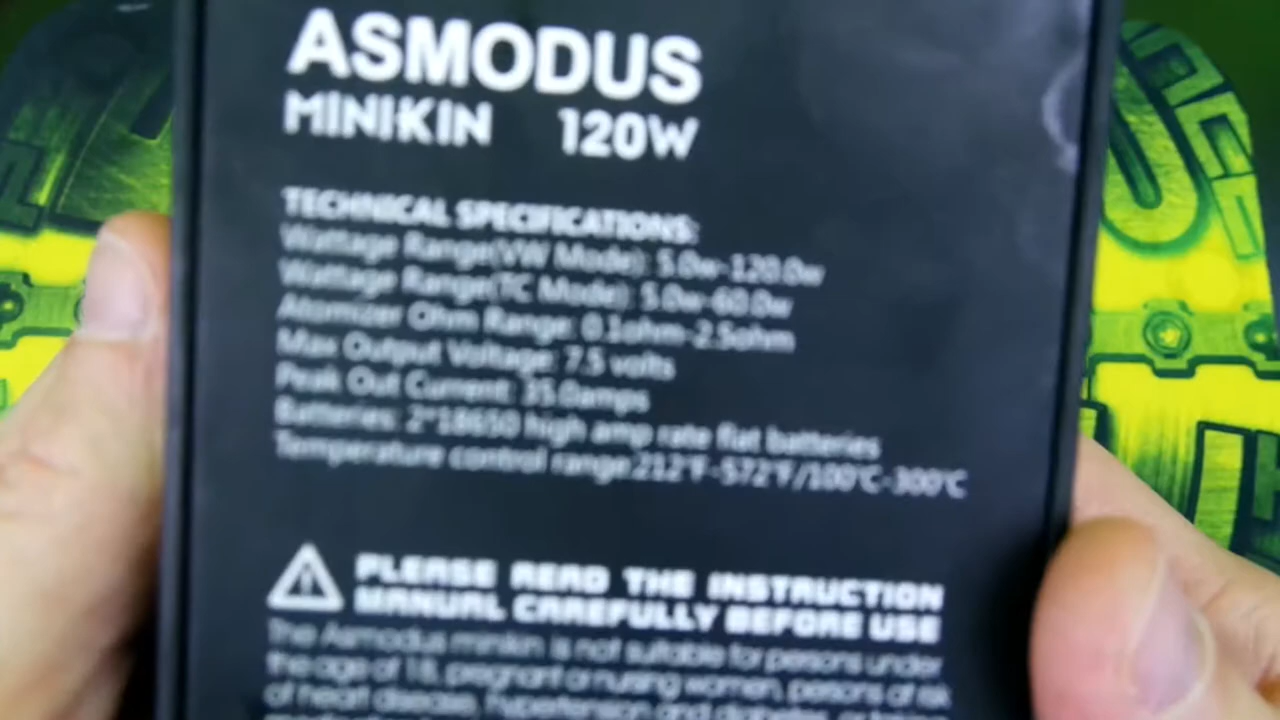 ASMODUS
MINIKIN 120W
TECHNICAL SPECIFICATIONS:
Wattage Range(VW Mode): 5.0w-120.0w
Wattage Range(TC Mode): 5.0w-60.0w
Atomizer Ohm Range: 0.1ohm-2.5ohm
Max Output Voltage: 7.5 volts
Peak Out Current: 35.0amps
Batteries: 2*18650 high amp rate flat batteries
Temperature control range:212℉-572℉/100℃-300℃
PLEASE READ THE INSTRUCTION
MANUAL CAREFULLY BEFORE USE
The Asmodus minikin is not suitable for persons under
the age of 18, pregnant or nursing women, persons at risk
of heart disease, hypertension and diabetes, or taking